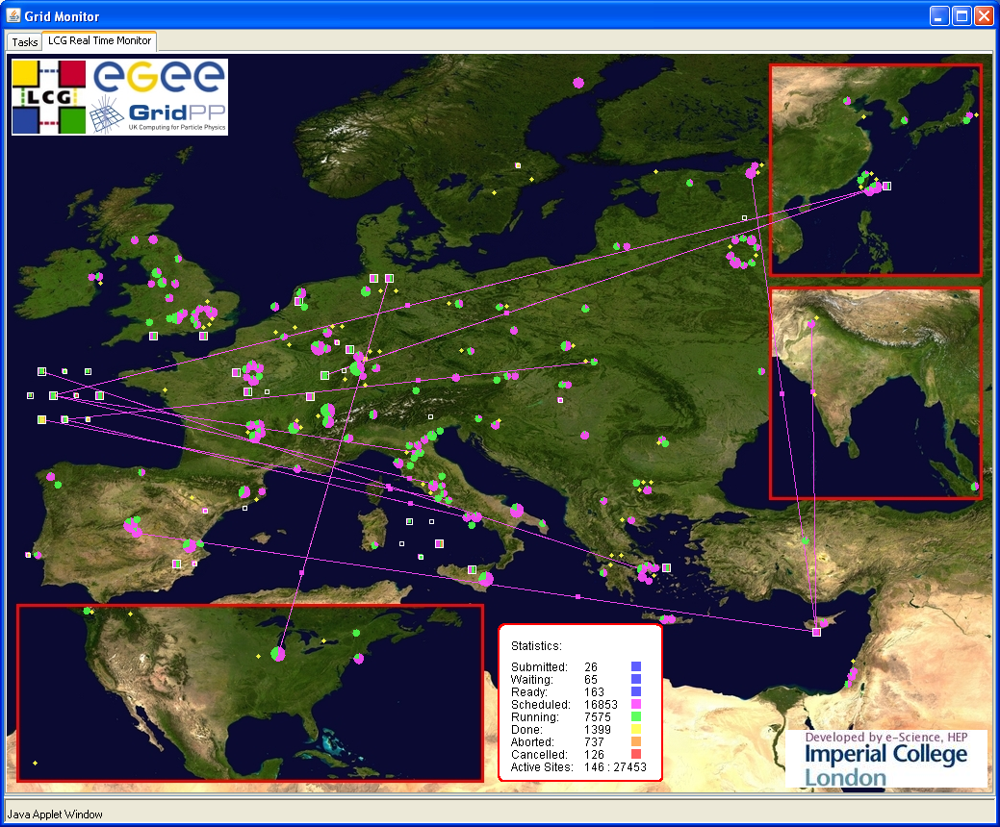 Grid Monitor
Tasks
LCG Real Time Monitor
LCG
eGee
GridPP
UK Computing for Particle Physics
Statistics:
Submitted: 26
Waiting: 65
Ready: 163
Scheduled: 16853
Running: 7575
Done: 1399
Aborted: 737
Cancelled: 126
Active Sites: 146 : 27453
Developed by e-Science, HEP
Imperial College
London
Java Applet Window